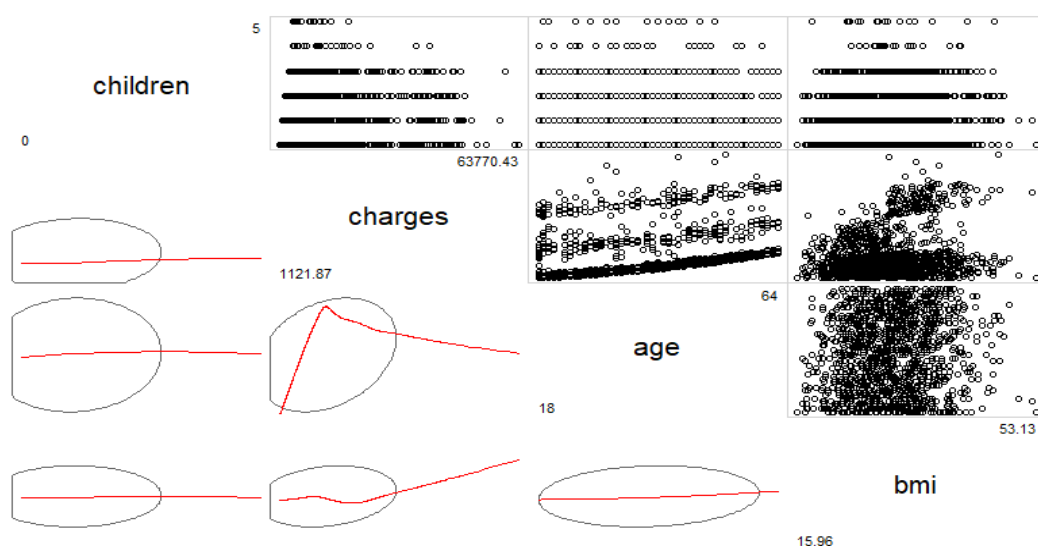 5
children
0
63770.43
charges
1121.87
64
age
18
53.13
bmi
15.96